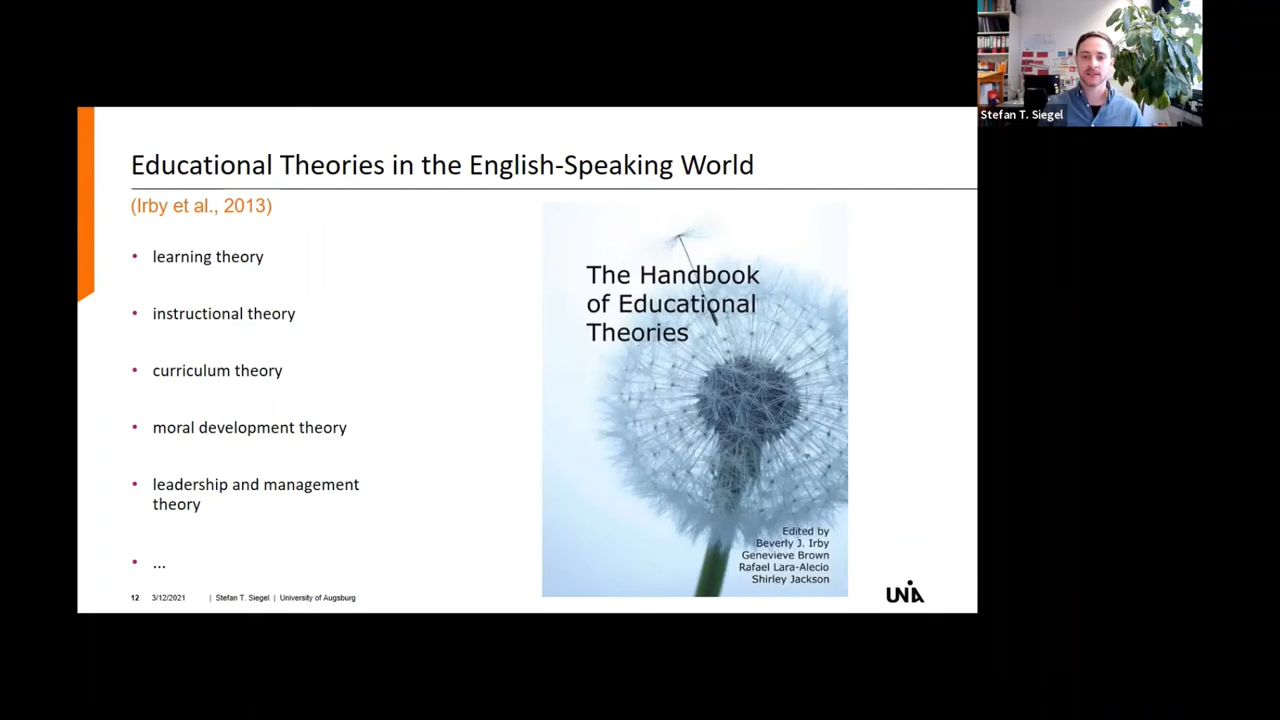 Stefan T. Siegel
Educational Theories in the English-Speaking World
(Irby et al., 2013)
• learning theory
• instructional theory
• curriculum theory
• moral development theory
• leadership and management
theory
• ...
The Handbook
of Educational
Theories
Edited by
Beverly J. Irby
Genevieve Brown
Rafael Lara-Alecio
Shirley Jackson
12 3/12/2021 | Stefan T. Siegel | University of Augsburg
UNIA